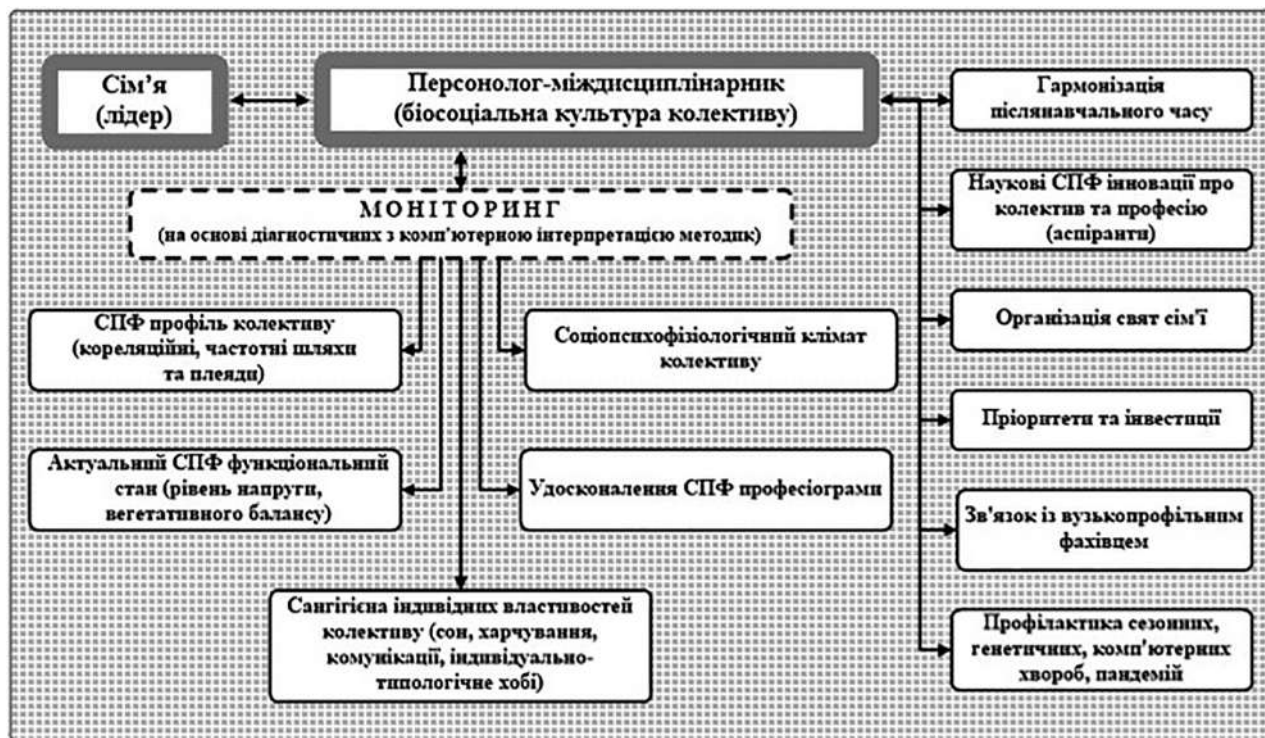 Сім’я
(лідер)
Персонолог-міждисциплінарник
(біосоціальна культура колективу)
Гармонізація
післянавчального часу
МОНІТОРИНГ
(на основі діагностичних з комп’ютерною інтерпретацією методик)
Наукові СПФ інновації про
колектив та професію
(аспіранти)
СПФ профіль колективу
(кореляційні, частотні шляхи
та плеяди)
Соціопсихофізіологічний клімат
колективу
Організація свят сім'ї
Пріоритети та інвестиції
Актуальний СПФ функціональний
стан (рівень напруги,
вегетативного балансу)
Удосконалення СПФ професіограми
Зв'язок із вузькопрофільним
фахівцем
Сангігієна індивідних властивостей
колективу (сон, харчування,
комунікації, індивідуально-
типологічне хобі)
Профілактика сезонних,
генетичних, комп'ютерних
хвороб, пандемій